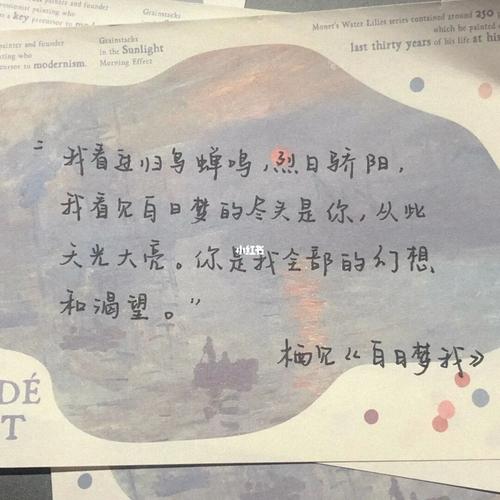 Grainstacks
painter and founder
Grainstacks
in the Sunlight
Morning Effect
to modernism.
Monet's Water Lilies series contained around 250
which he painted
last thirty years of his life at his
“我看进归鸟蝉鸣,烈日骄阳,
我看见白日梦的尽头是你,从此
天光大亮。你是我全部的幻想
和渴望。”
小红书
栖见《白日梦我》
DÉ
T